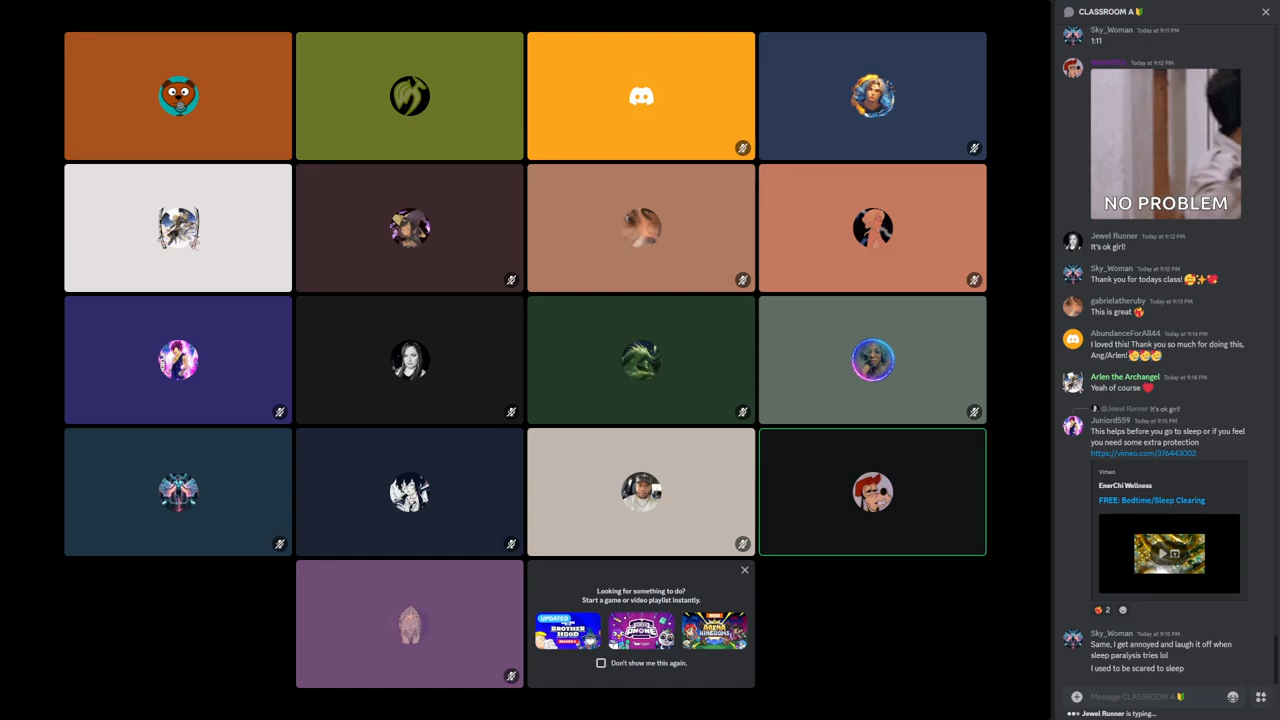 CLASSROOM A
Sky_Woman Today at 9:11 PM
1:11
Today at 9:12 PM
NO PROBLEM
Jewel Runner Today at 9:12 PM
It's ok girl!
Sky_Woman Today at 9:12 PM
Thank you for todays class! 🥰✨💖
gabrielatheruby Today at 9:13 PM
This is great ❤️‍🔥
AbundanceForAll44 Today at 9:14 PM
I loved this! Thank you so much for doing this,
Ang/Arlen! 🥰🥰🥰
Arlen the Archangel Today at 9:14 PM
Yeah of course ❤️
@Jewel Runner It's ok girl!
Juniord559 Today at 9:15 PM
This helps before you go to sleep or if you feel
you need some extra protection
https://vimeo.com/376443002
Vimeo
EnerChi Wellness
FREE: Bedtime/Sleep Clearing
2
Sky_Woman Today at 9:15 PM
Same, I get annoyed and laugh it off when
sleep paralysis tries lol
I used to be scared to sleep
Message CLASSROOM A
Jewel Runner is typing...
Looking for something to do?
Start a game or video playlist instantly.
UPDATED
BROTHER
HOOD
PHONE
ARENA
KINGDOMS
Don't show me this again.